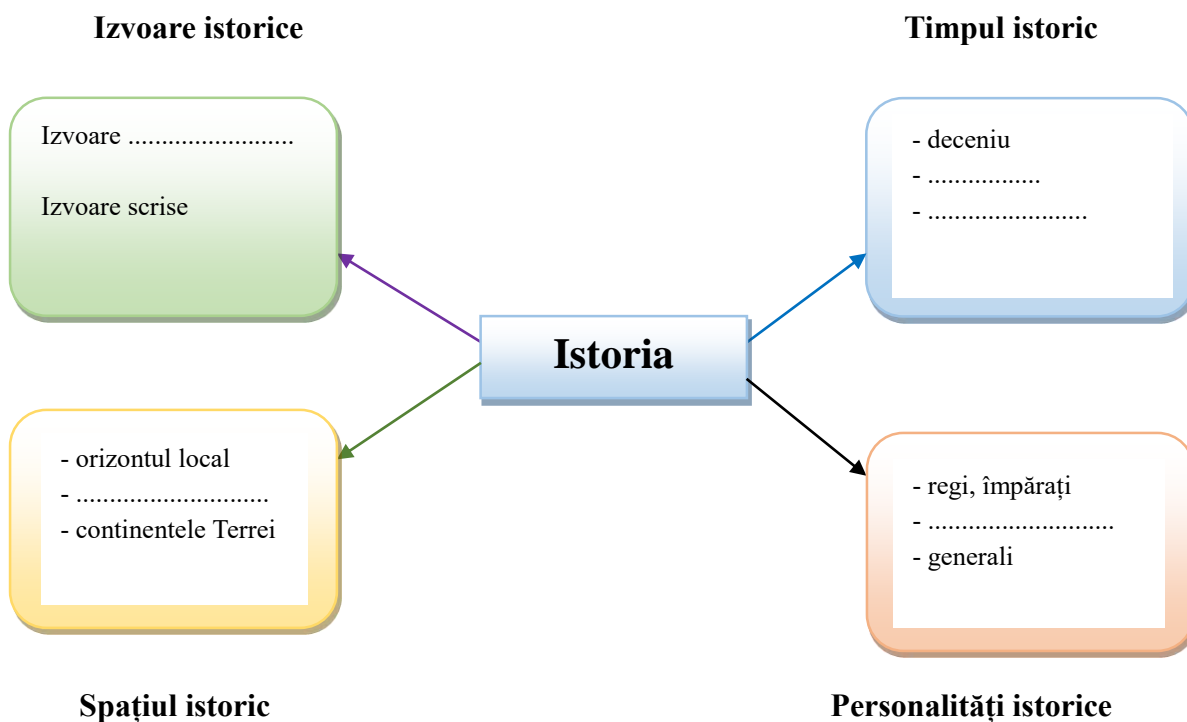 Izvoare istorice
Timpul istoric
Izvoare .........................
Izvoare scrise
- deceniu
- .................
- ........................
Istoria
- orizontul local
- .............................
- continentele Terrei
- regi, împărați
- ............................
- generali
Spațiul istoric
Personalități istorice